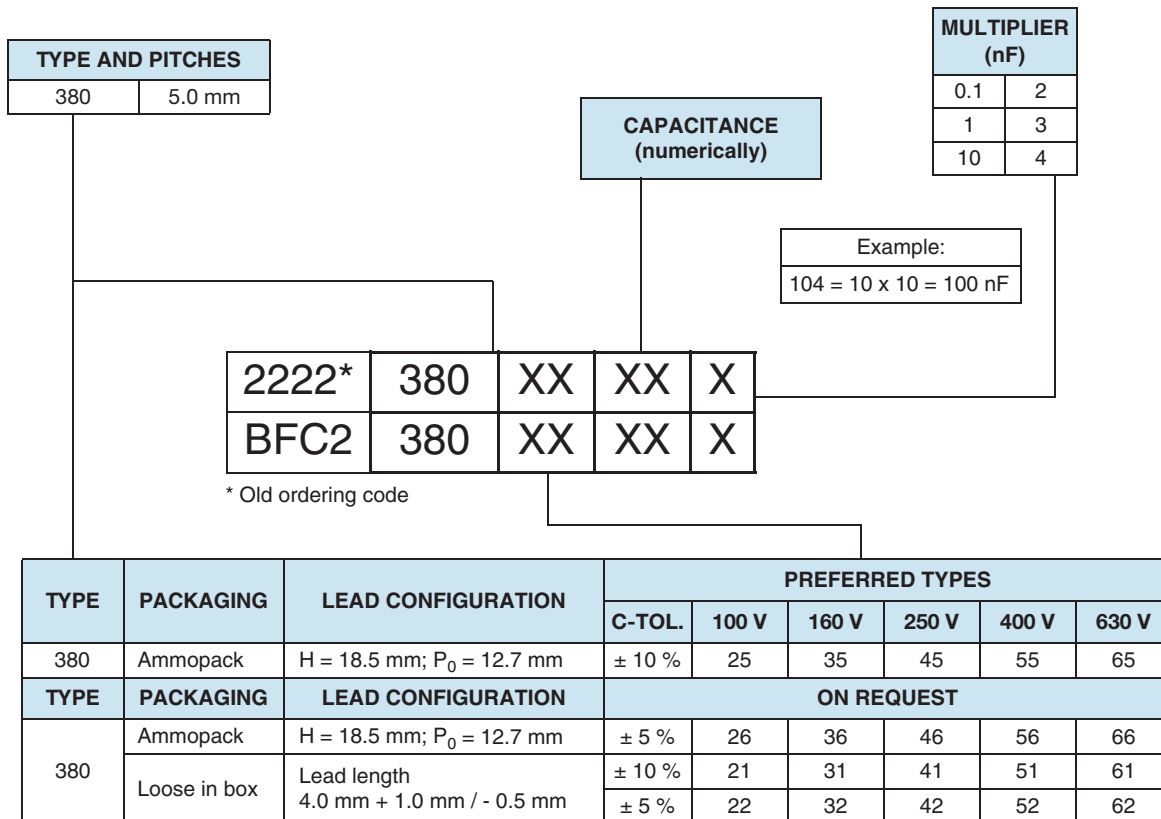 TYPE AND PITCHES
380 5.0 mm
CAPACITANCE
(numerically)
MULTIPLIER
(nF)
0.1 2
1 3
10 4
Example:
104 = 10 x 10 = 100 nF
2222* 380 XX XX X
BFC2 380 XX XX X
* Old ordering code
TYPE PACKAGING LEAD CONFIGURATION PREFERRED TYPES
C-TOL. 100 V 160 V 250 V 400 V 630 V
380 Ammopack H = 18.5 mm; P0 = 12.7 mm ± 10 % 25 35 45 55 65
TYPE PACKAGING LEAD CONFIGURATION ON REQUEST
380 Ammopack H = 18.5 mm; P0 = 12.7 mm ± 5 % 26 36 46 56 66
Loose in box Lead length
4.0 mm + 1.0 mm / - 0.5 mm ± 10 % 21 31 41 51 61
± 5 % 22 32 42 52 62